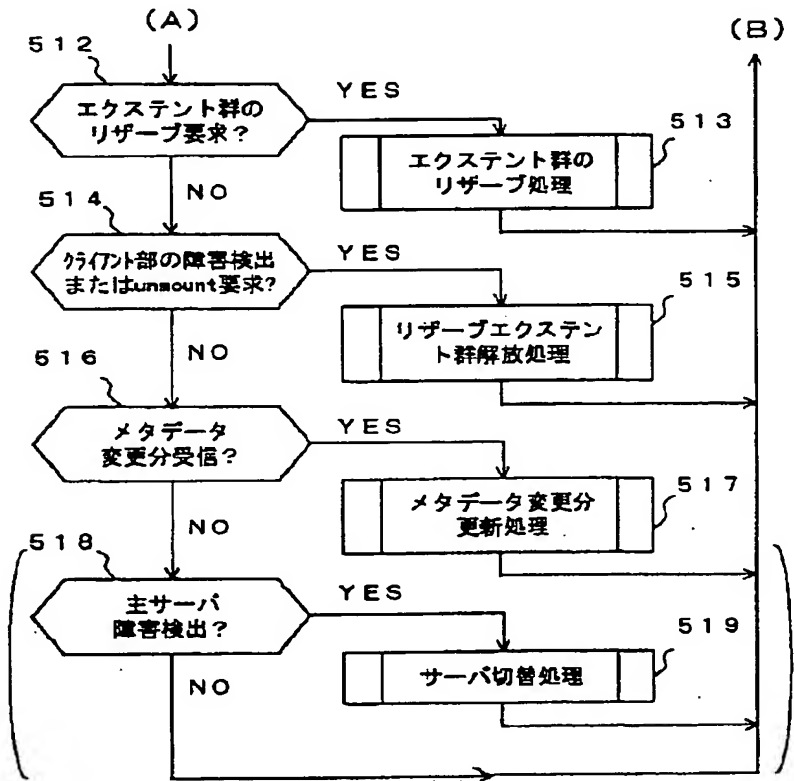 (A)
(B)
512
エクステント群の
リザーブ要求?
YES
NO
513
エクステント群の
リザーブ処理
514
クライアント部の障害検出
またはunmount要求?
YES
NO
515
リザーブエクステン
ト群解放処理
516
メタデータ
変更分受信?
YES
NO
517
メタデータ変更分
更新処理
518
主サーバ
障害検出?
YES
NO
519
サーバ切替処理